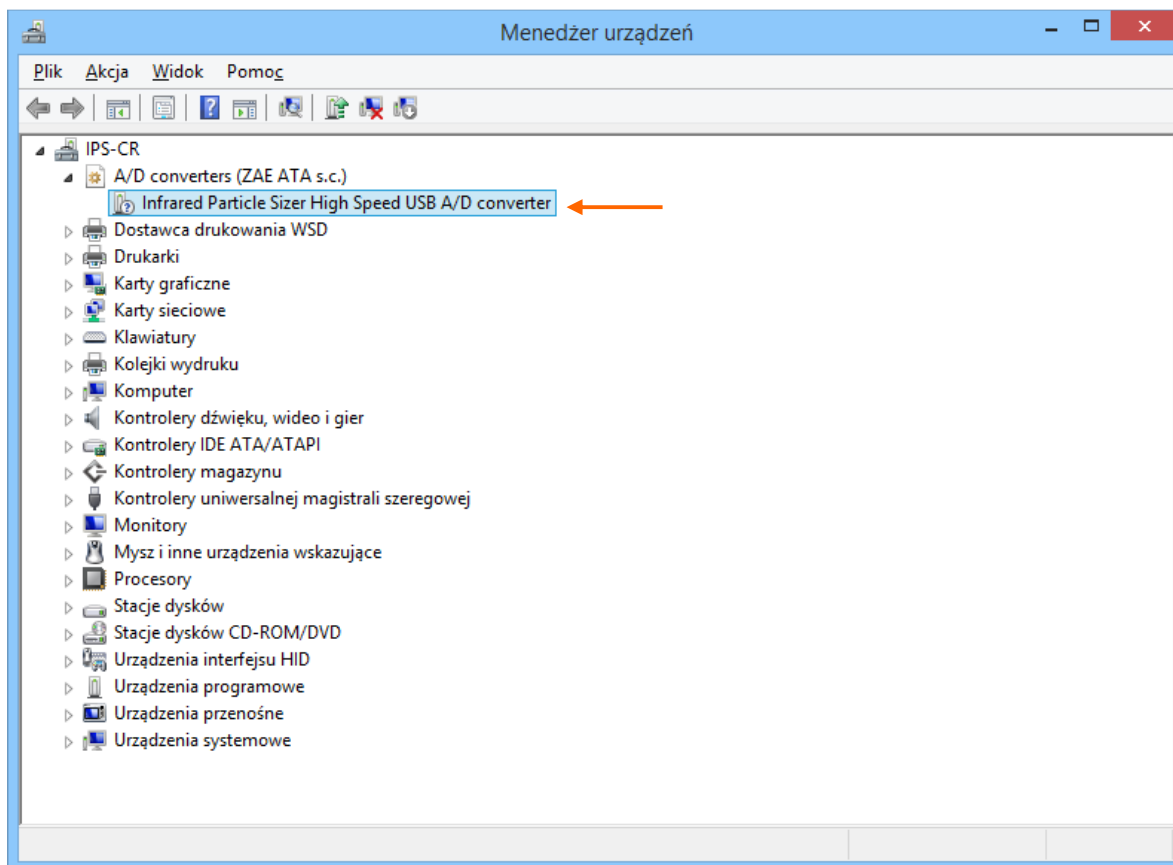 Menedżer urządzeń
Plik Akcja Widok Pomoc
IPS-CR
A/D converters (ZAE ATA s.c.)
Infrared Particle Sizer High Speed USB A/D converter
Dostawca drukowania WSD
Drukarki
Karty graficzne
Karty sieciowe
Klawiatury
Kolejki wydruku
Komputer
Kontrolery dźwięku, wideo i gier
Kontrolery IDE ATA/ATAPI
Kontrolery magazynu
Kontrolery uniwersalnej magistrali szeregowej
Monitory
Mysz i inne urządzenia wskazujące
Procesory
Stacje dysków
Stacje dysków CD-ROM/DVD
Urządzenia interfejsu HID
Urządzenia programowe
Urządzenia przenośne
Urządzenia systemowe